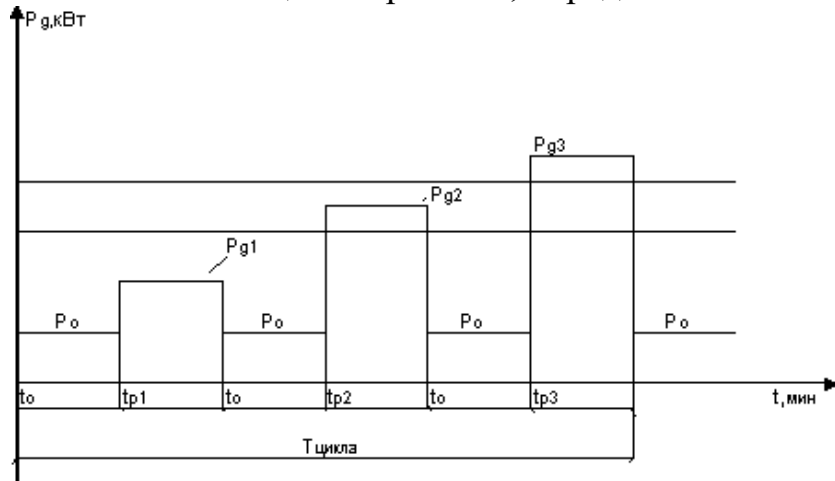 Pg,кВт
Pg3
Pg2
Pg1
Po
Po
Po
Po
to
tp1
to
tp2
to
tp3
t,мин
Тцикла